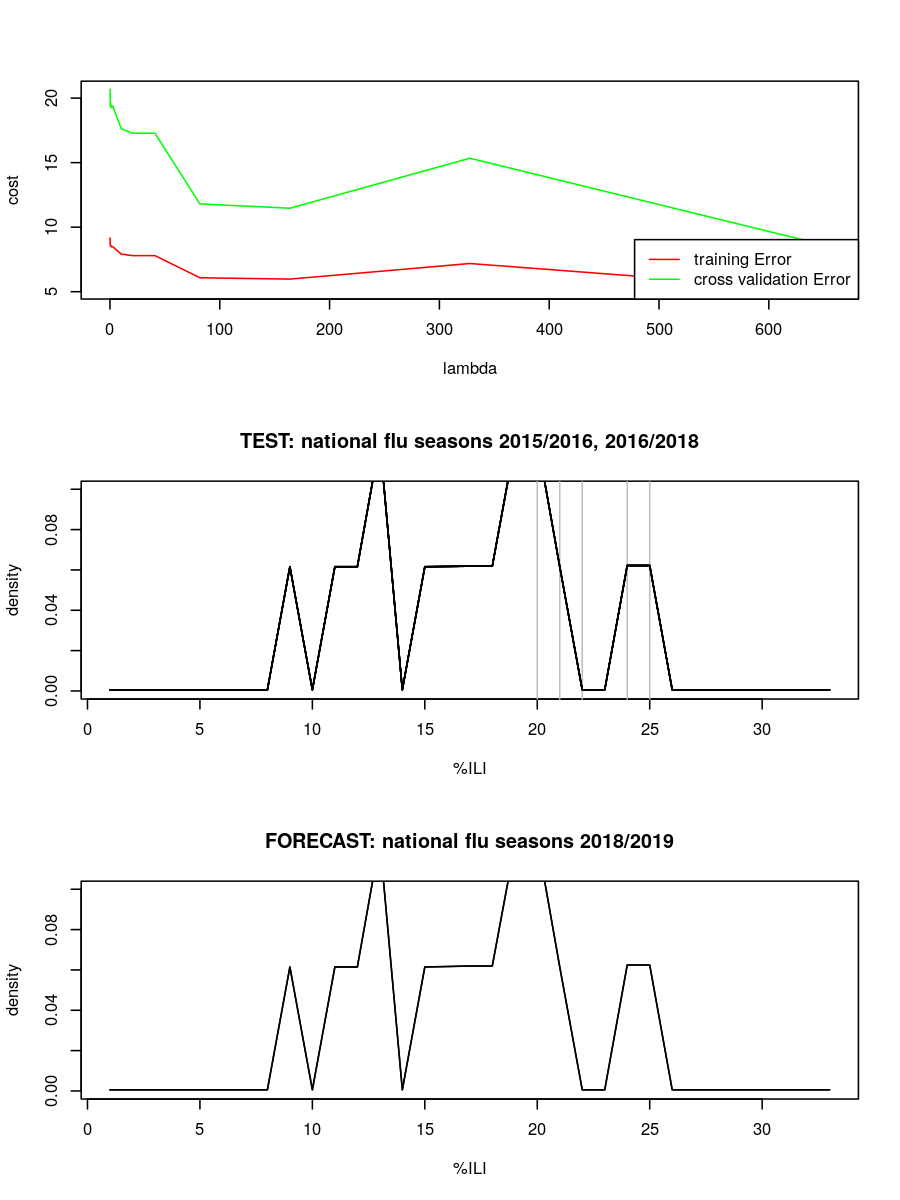 20
15
10
5
cost
training Error
cross validation Error
0 100 200 300 400 500 600
lambda
TEST: national flu seasons 2015/2016, 2016/2018
0.08
0.04
0.00
density
0 5 10 15 20 25 30
%ILI
FORECAST: national flu seasons 2018/2019
0.08
0.04
0.00
density
0 5 10 15 20 25 30
%ILI